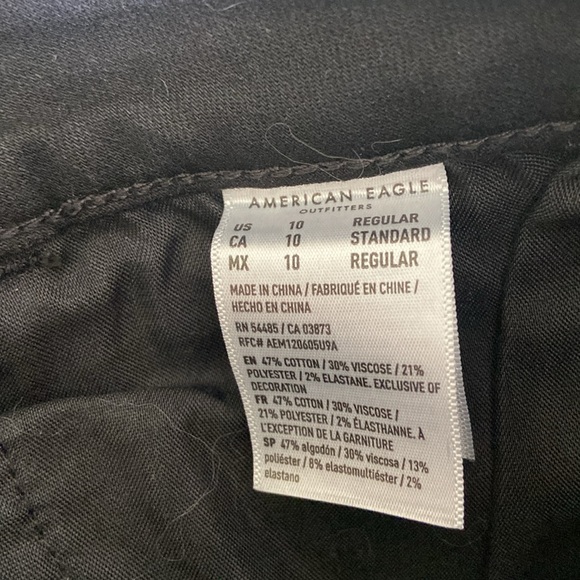 AMERICAN EAGLE
OUTFITTERS
US 10 REGULAR
CA 10 STANDARD
MX 10 REGULAR
MADE IN CHINA / FABRIQUÉ EN CHINE /
HECHO EN CHINA
RN 54485 / CA 03873
RFC# AEM120605U9A
EN 47% COTTON / 30% VISCOSE / 21%
POLYESTER / 2% ELASTANE. EXCLUSIVE OF
DECORATION
FR 47% COTON / 30% VISCOSE /
21% POLYESTER / 2% ÉLASTHANNE. À
L'EXCEPTION DE LA GARNITURE
SP 47% algodón / 30% viscosa / 13%
poliéster / 8% elastomultiéster / 2%
elastano